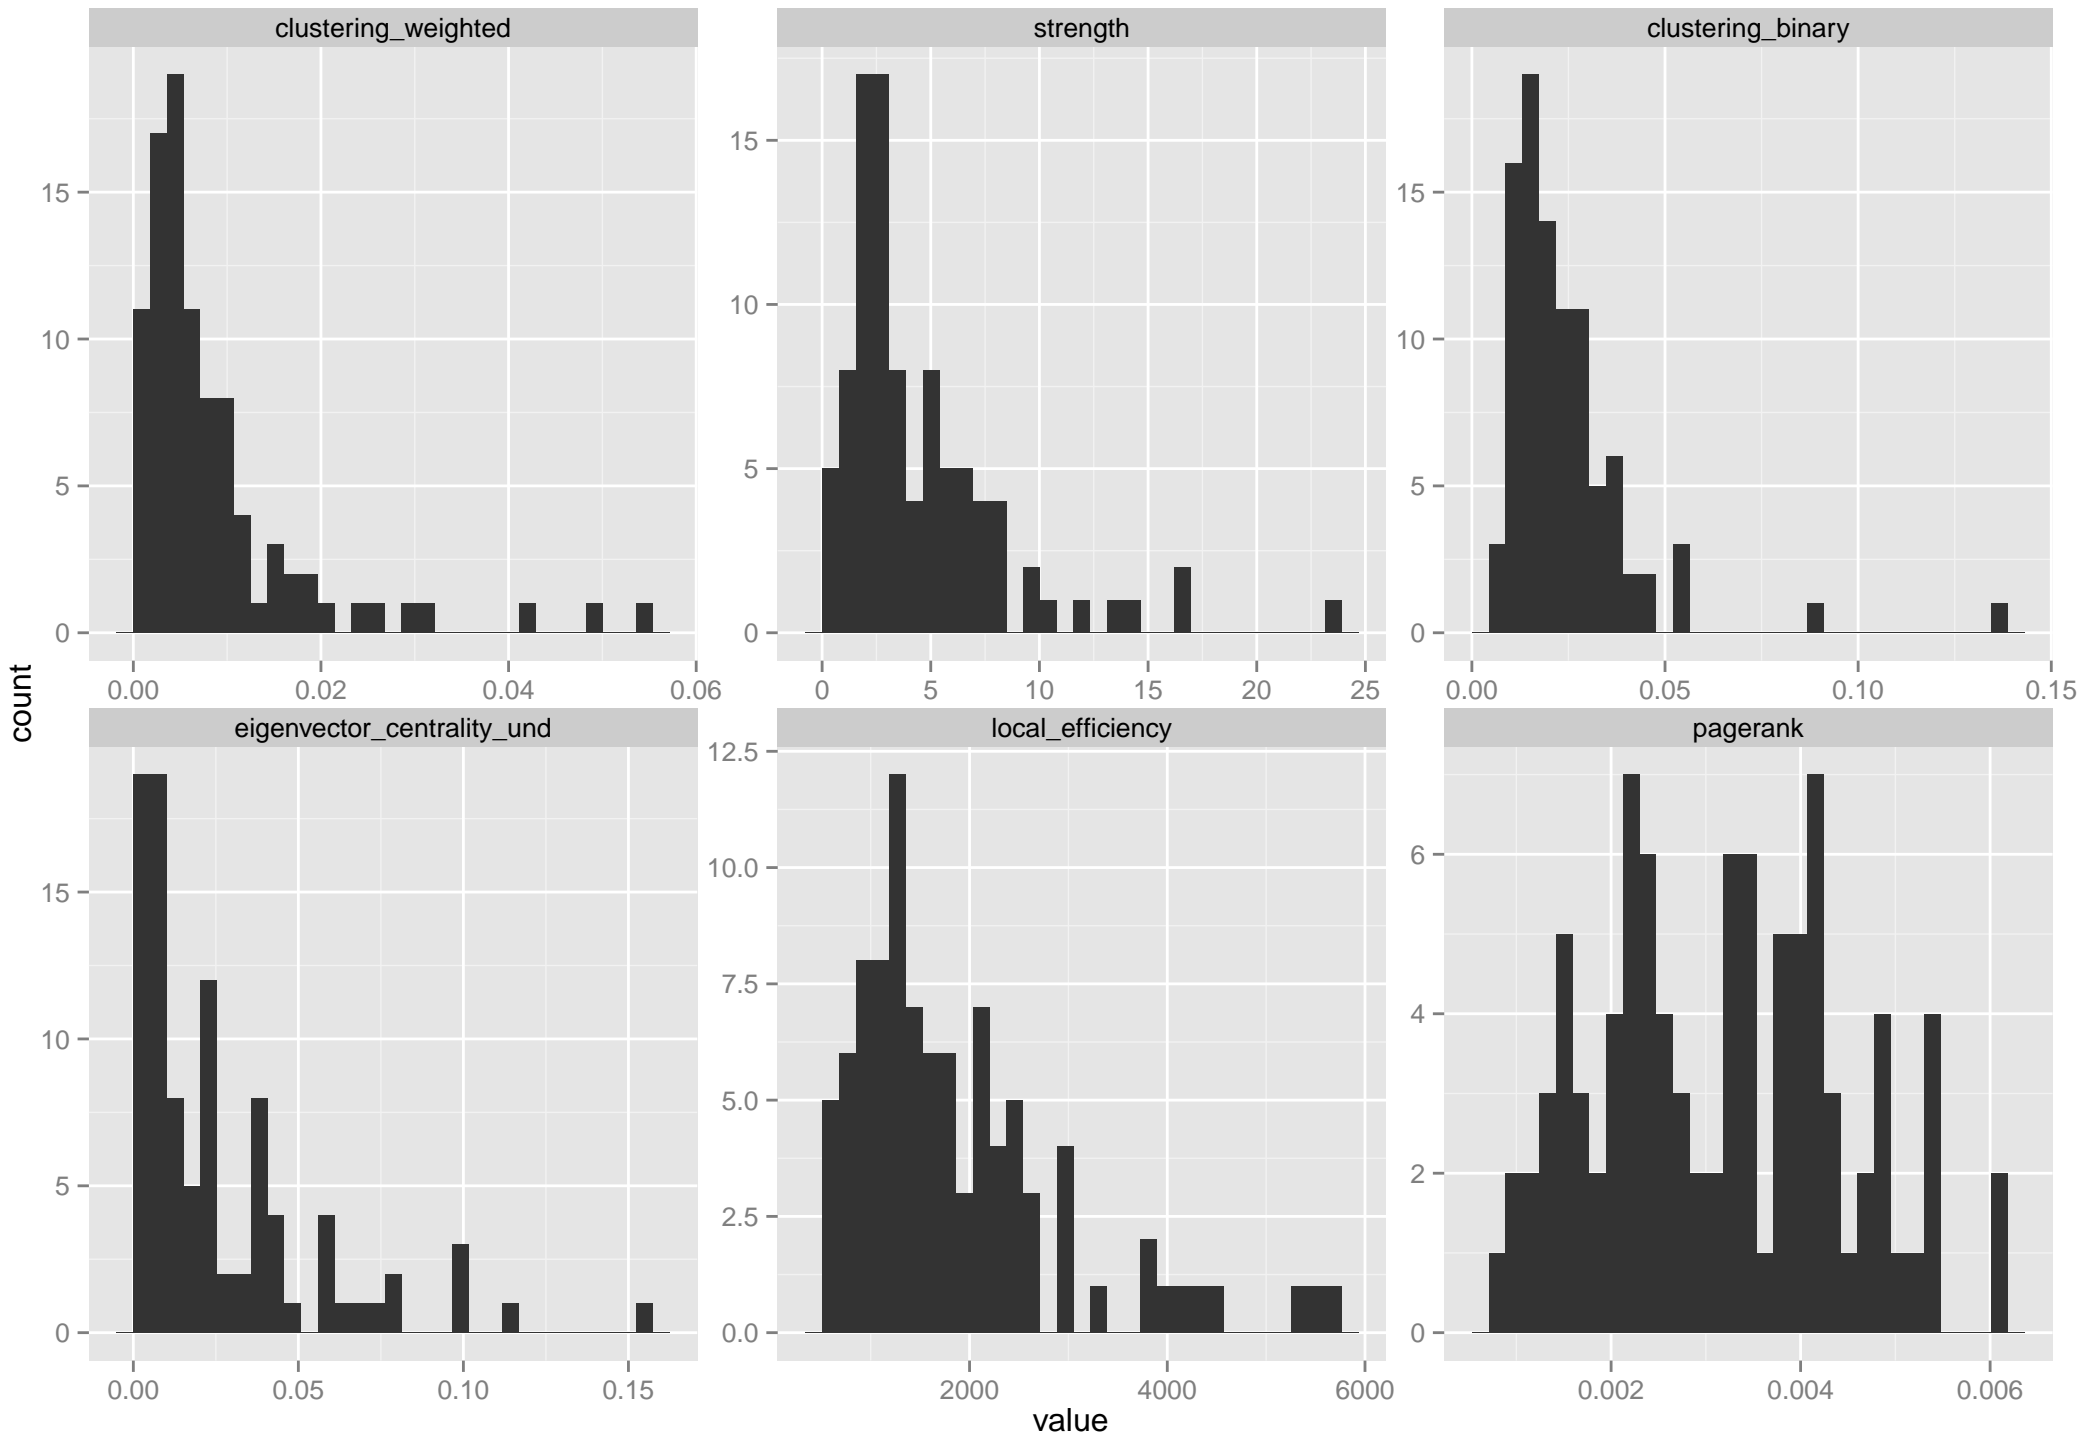 clustering_weighted
strength
clustering_binary
15
10
5
0
0.00 0.02 0.04 0.06
15
10
5
0
0 5 10 15 20 25
15
10
5
0
0.00 0.05 0.10 0.15
count
eigenvector_centrality_und
local_efficiency
pagerank
15
10
5
0
0.00 0.05 0.10 0.15
12.5
10.0
7.5
5.0
2.5
0.0
2000 4000 6000
6
4
2
0
0.002 0.004 0.006
value